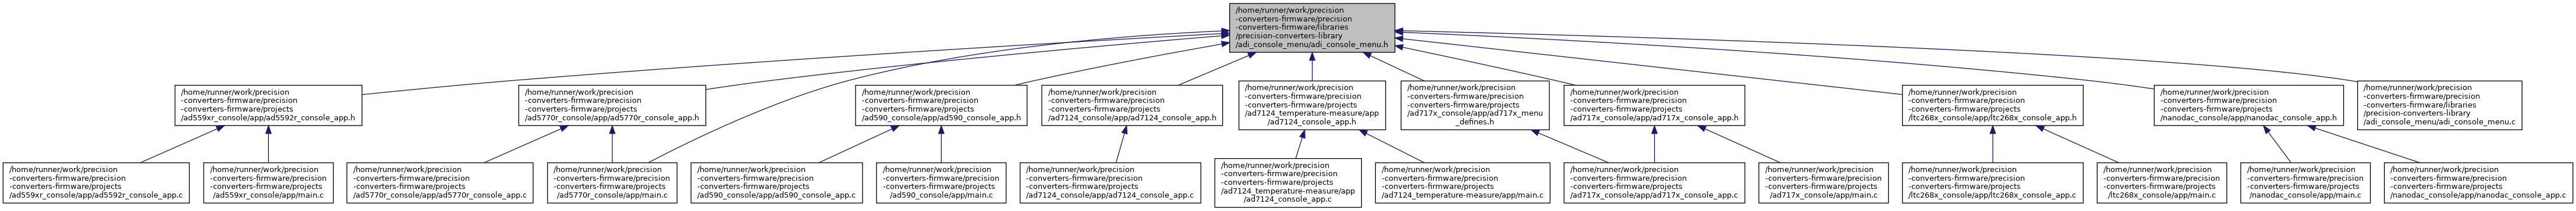 /home/runner/work/precision
-converters-firmware/precision
-converters-firmware/libraries
/precision-converters-library
/adi_console_menu/adi_console_menu.h
/home/runner/work/precision
-converters-firmware/precision
-converters-firmware/projects
/ad559xr_console/app/ad5592r_console_app.h
/home/runner/work/precision
-converters-firmware/precision
-converters-firmware/projects
/ad5770r_console/app/ad5770r_console_app.h
/home/runner/work/precision
-converters-firmware/precision
-converters-firmware/projects
/ad590_console/app/ad590_console_app.h
/home/runner/work/precision
-converters-firmware/precision
-converters-firmware/projects
/ad7124_console/app/ad7124_console_app.h
/home/runner/work/precision
-converters-firmware/precision
-converters-firmware/projects
/ad7124_temperature-measure/app
/ad7124_console_app.h
/home/runner/work/precision
-converters-firmware/precision
-converters-firmware/projects
/ad717x_console/app/ad717x_menu
_defines.h
/home/runner/work/precision
-converters-firmware/precision
-converters-firmware/projects
/ad717x_console/app/ad717x_console_app.h
/home/runner/work/precision
-converters-firmware/precision
-converters-firmware/projects
/ltc268x_console/app/ltc268x_console_app.h
/home/runner/work/precision
-converters-firmware/precision
-converters-firmware/projects
/nanodac_console/app/nanodac_console_app.h
/home/runner/work/precision
-converters-firmware/precision
-converters-firmware/libraries
/precision-converters-library
/adi_console_menu/adi_console_menu.c
/home/runner/work/precision
-converters-firmware/precision
-converters-firmware/projects
/ad559xr_console/app/ad5592r_console_app.c
/home/runner/work/precision
-converters-firmware/precision
-converters-firmware/projects
/ad559xr_console/app/main.c
/home/runner/work/precision
-converters-firmware/precision
-converters-firmware/projects
/ad5770r_console/app/ad5770r_console_app.c
/home/runner/work/precision
-converters-firmware/precision
-converters-firmware/projects
/ad5770r_console/app/main.c
/home/runner/work/precision
-converters-firmware/precision
-converters-firmware/projects
/ad590_console/app/ad590_console_app.c
/home/runner/work/precision
-converters-firmware/precision
-converters-firmware/projects
/ad590_console/app/main.c
/home/runner/work/precision
-converters-firmware/precision
-converters-firmware/projects
/ad7124_console/app/ad7124_console_app.c
/home/runner/work/precision
-converters-firmware/precision
-converters-firmware/projects
/ad7124_temperature-measure/app
/ad7124_console_app.c
/home/runner/work/precision
-converters-firmware/precision
-converters-firmware/projects
/ad7124_temperature-measure/app/main.c
/home/runner/work/precision
-converters-firmware/precision
-converters-firmware/projects
/ad717x_console/app/ad717x_console_app.c
/home/runner/work/precision
-converters-firmware/precision
-converters-firmware/projects
/ad717x_console/app/main.c
/home/runner/work/precision
-converters-firmware/precision
-converters-firmware/projects
/ltc268x_console/app/ltc268x_console_app.c
/home/runner/work/precision
-converters-firmware/precision
-converters-firmware/projects
/ltc268x_console/app/main.c
/home/runner/work/precision
-converters-firmware/precision
-converters-firmware/projects
/nanodac_console/app/main.c
/home/runner/work/precision
-converters-firmware/precision
-converters-firmware/projects
/nanodac_console/app/nanodac_console_app.c